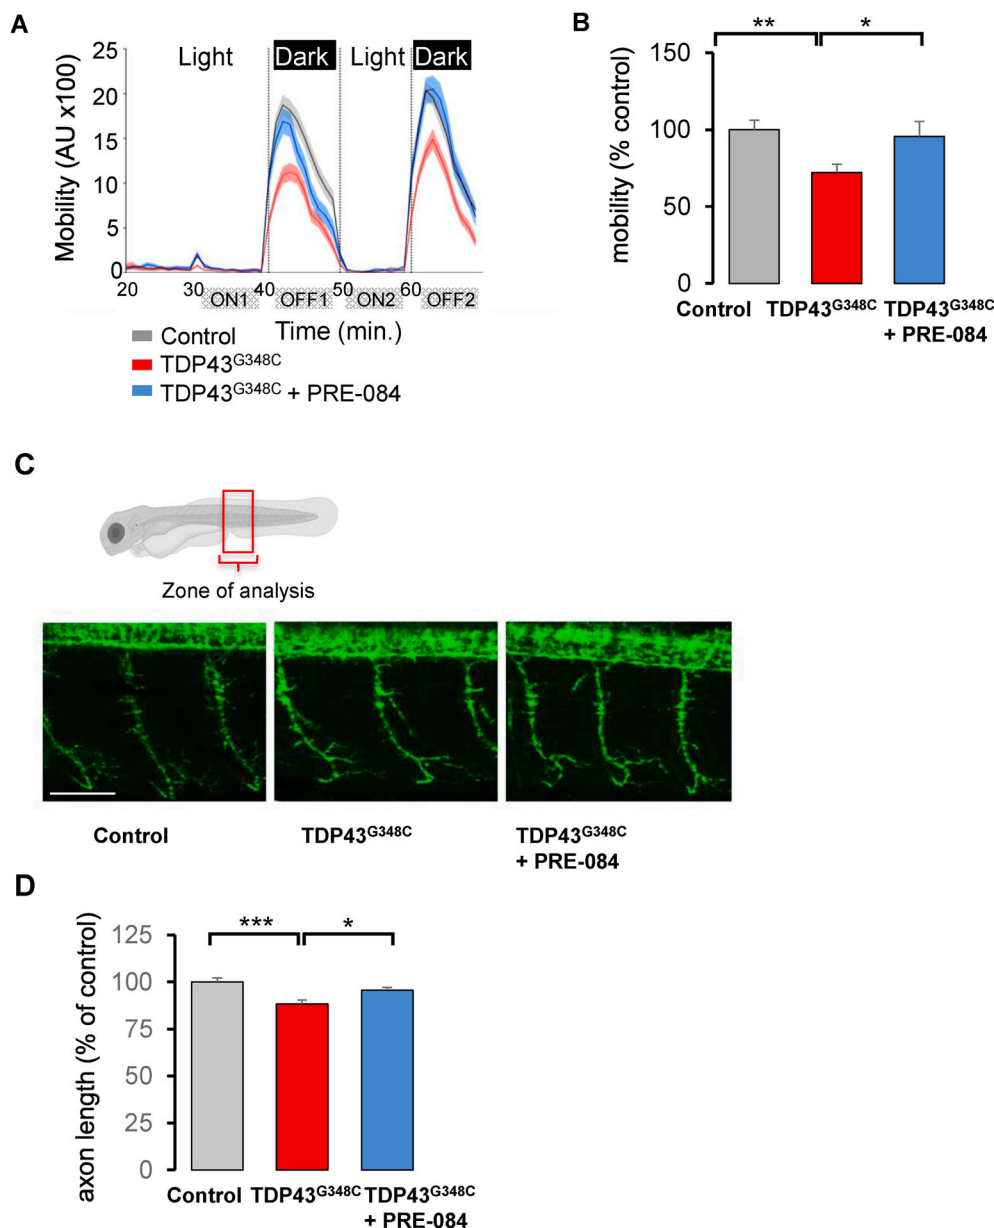 A
Light Dark Light Dark
Mobility (AU x100)
25
20
15
10
5
0
20 30 40 50 60
ON1 OFF1 ON2 OFF2
Time (min.)
Control
TDP43G348C
TDP43G348C + PRE-084
B
** *
mobility (% control)
150
100
50
0
Control TDP43G348C TDP43G348C
+ PRE-084
C
Zone of analysis
Control TDP43G348C TDP43G348C
+ PRE-084
D
*** *
axon length (% of control)
125
100
75
50
25
0
Control TDP43G348C TDP43G348C
+ PRE-084